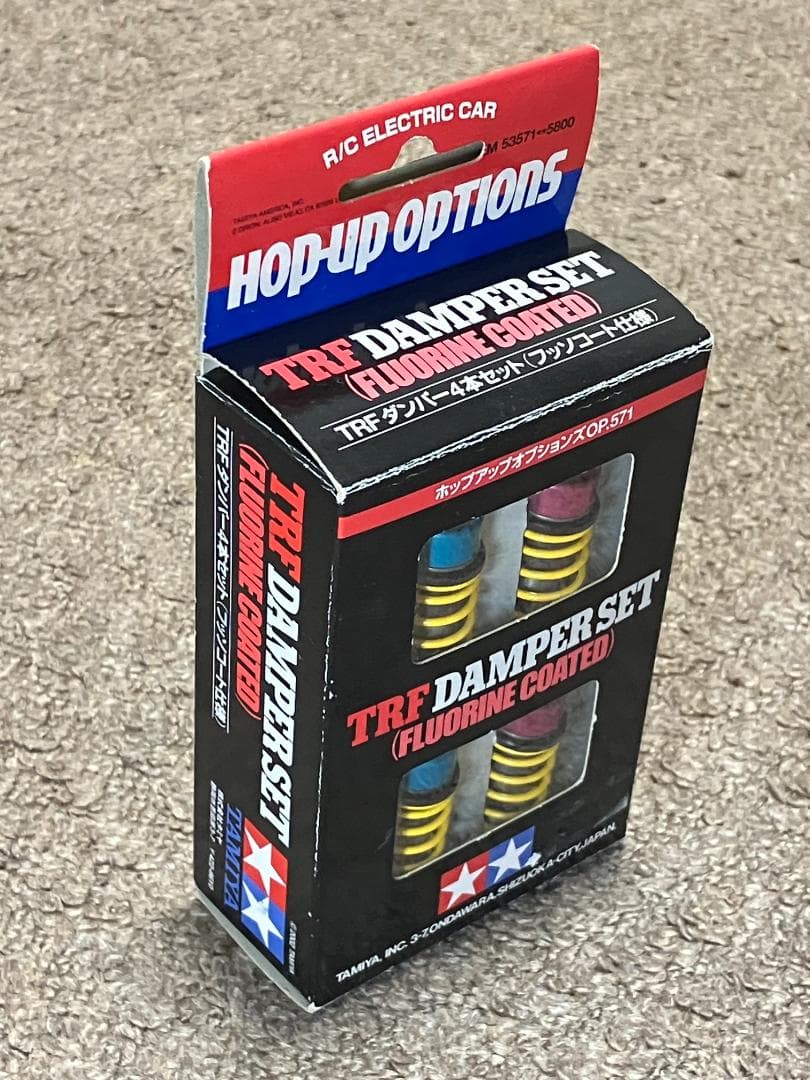 R/C ELECTRIC CAR
EM 53571 5800
TAMIYA AMERICA, INC.
HOP-UP OPTIONS
TRF DAMPER SET
(FLUORINE COATED)
TRFダンパー4本セット(フッソコート仕様)
ホップアップオプションズOP.571
TRF DAMPER SET
(FLUORINE COATED)
TAMIYA, INC. 3-7, ONDAWARA, SHIZUOKA-CITY, JAPAN.
TRF DAMPER SET
(FLUORINE COATED)
TRFダンパー4本セット(フッソコート仕様)
TAMIYA